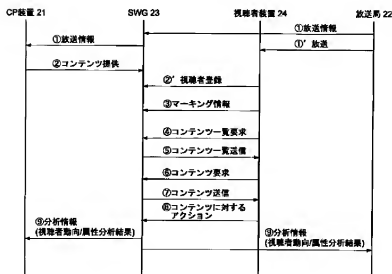 CP装置 21
SWG 23
視聴者装置 24
放送局 22
①放送情報
①放送情報
①’ 放送
②コンテンツ提供
②’ 視聴者登録
③マーキング情報
④コンテンツ一覧要求
⑤コンテンツ一覧送信
⑥コンテンツ要求
⑦コンテンツ送信
⑧コンテンツに対する
アクション
⑨分析情報
(視聴者動向/属性分析結果)
⑨分析情報
(視聴者動向/属性分析結果)